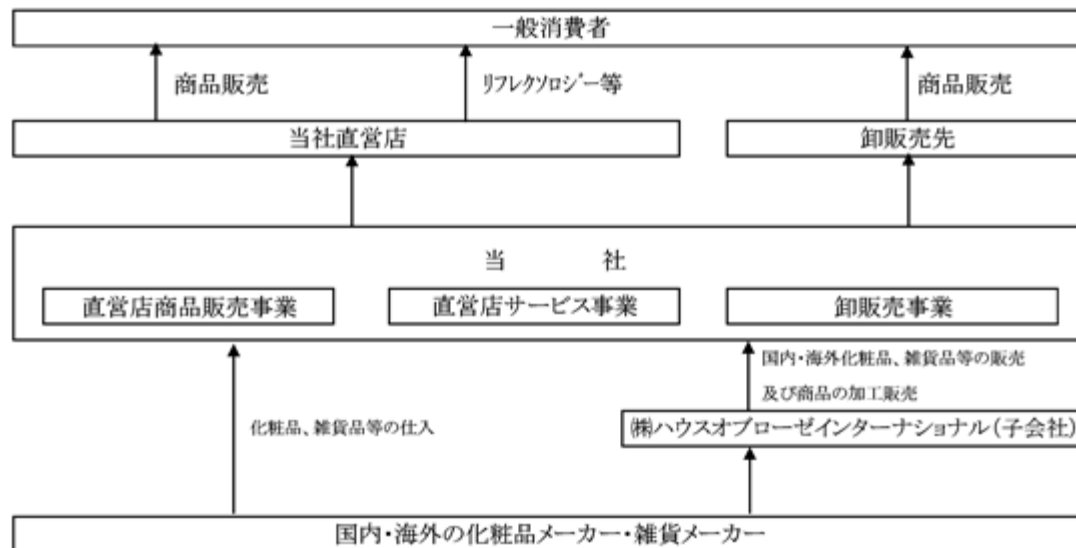 一般消費者
商品販売
リフレクソロジー等
商品販売
当社直営店
卸販売先
当　　社
直営店商品販売事業
直営店サービス事業
卸販売事業
国内・海外化粧品、雑貨品等の販売
及び商品の加工販売
化粧品、雑貨品等の仕入
㈱ハウスオブローゼインターナショナル(子会社)
国内・海外の化粧品メーカー・雑貨メーカー